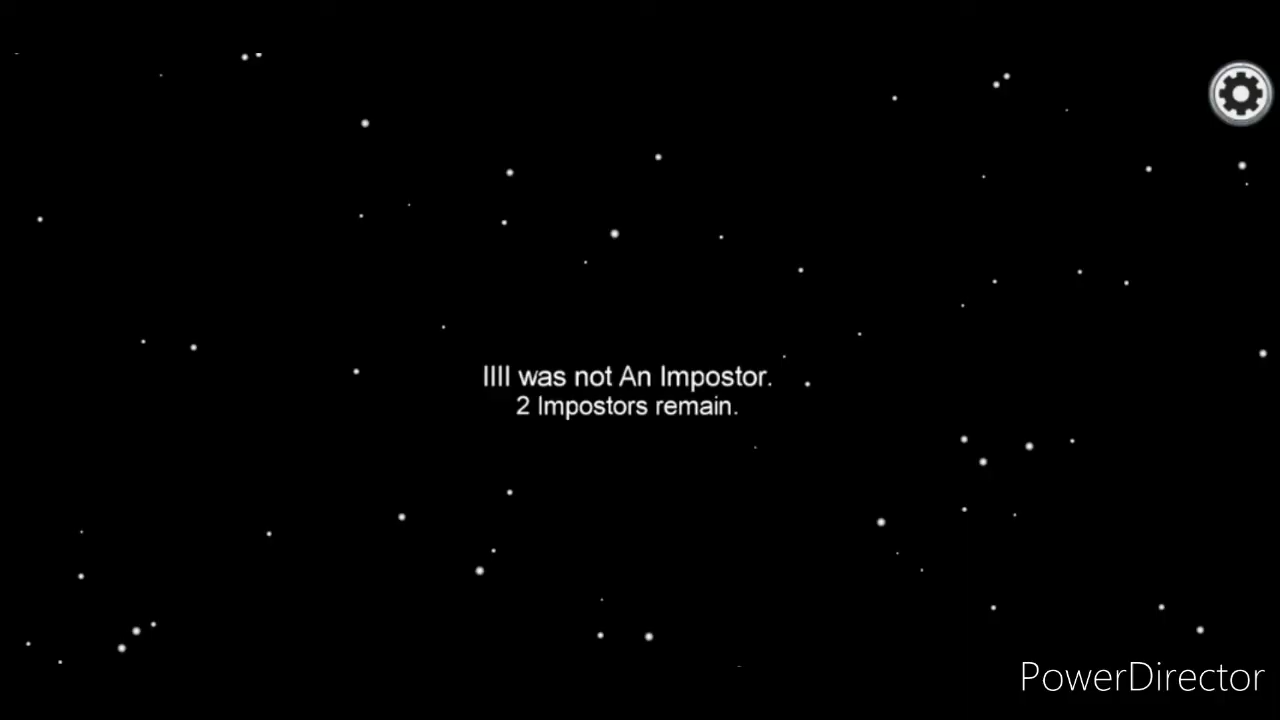 IIII was not An Impostor.
2 Impostors remain.
PowerDirector